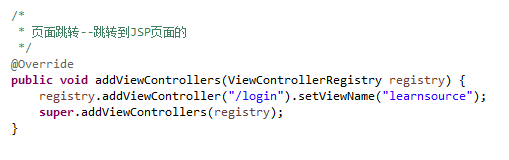 /*
 * 页面跳转--跳转到JSP页面的
 */
@Override
public void addViewControllers(ViewControllerRegistry registry) {
    registry.addViewController("/login").setViewName("learnsource");
    super.addViewControllers(registry);
}